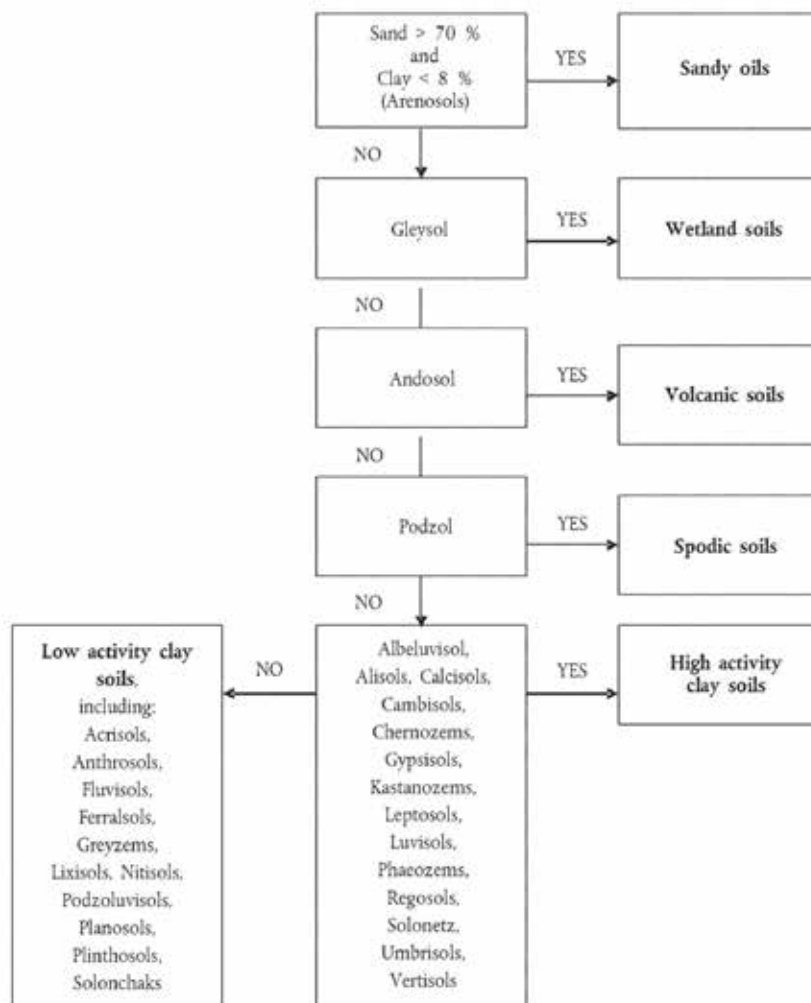 Sand > 70 %
and
Clay < 8 %
(Arenosols)
YES
Sandy oils
NO
Gleysol
YES
Wetland soils
NO
Andosol
YES
Volcanic soils
NO
Podzol
YES
Spodic soils
NO
Low activity clay
soils,
including:
Acrisols,
Anthrosols,
Fluvisols,
Ferralsols,
Greyzems,
Lixisols, Nitisols,
Podzoluvisols,
Planosols,
Plinthosols,
Solonchaks
NO
Albeluvisol,
Alisols, Calcisols,
Cambisols,
Chernozems,
Gypsisols,
Kastanozems,
Leptosols,
Luvisols,
Phaeozems,
Regosols,
Solonetz,
Umbrisols,
Vertisols
YES
High activity
clay soils